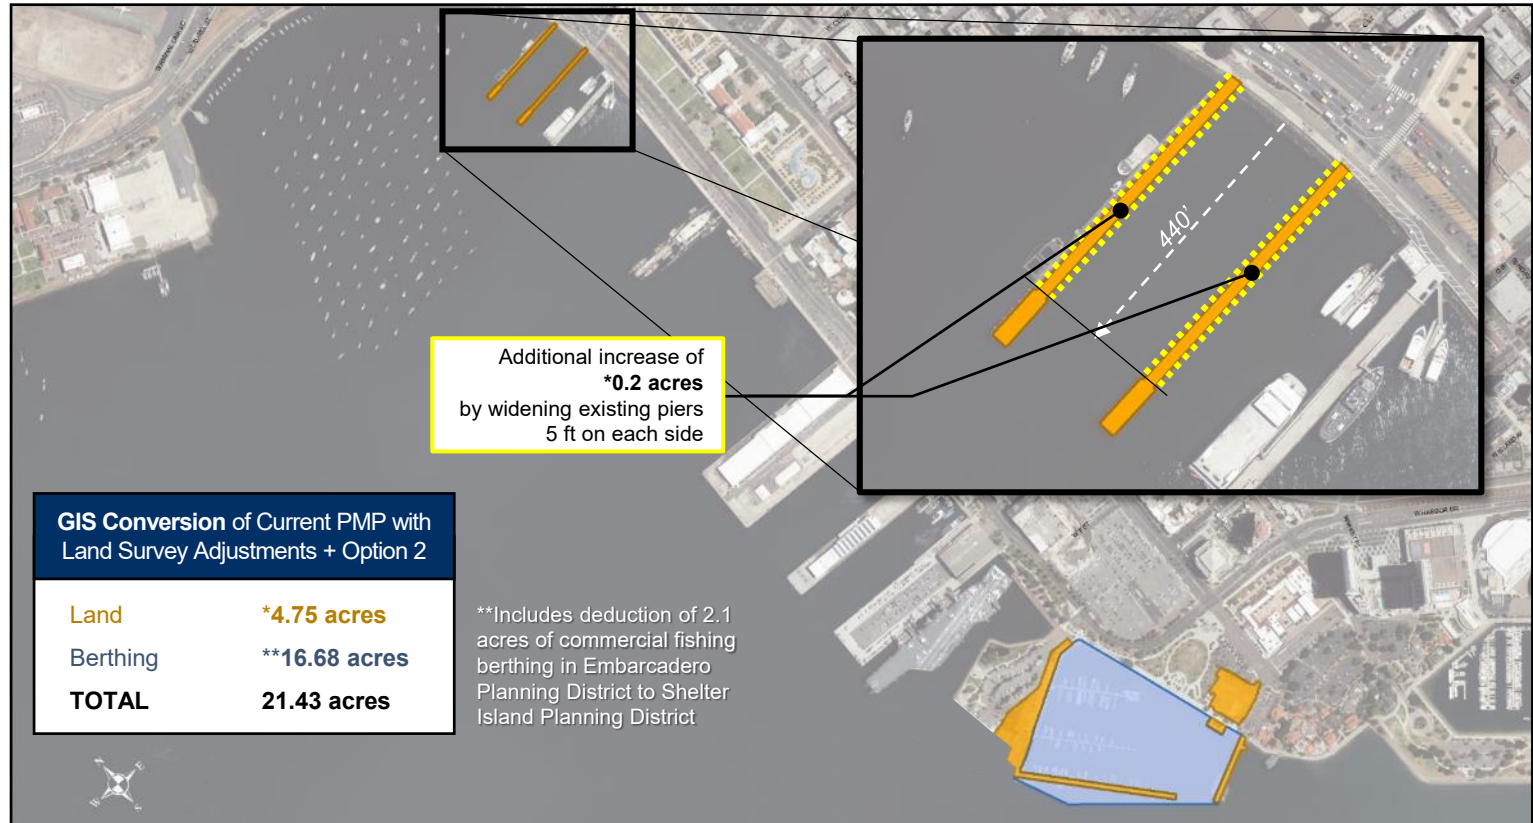 440'
Additional increase of
*0.2 acres
by widening existing piers
5 ft on each side
GIS Conversion of Current PMP with
Land Survey Adjustments + Option 2
Land *4.75 acres
Berthing **16.68 acres
TOTAL 21.43 acres
**Includes deduction of 2.1
acres of commercial fishing
berthing in Embarcadero
Planning District to Shelter
Island Planning District
W HARBOR DR
N
E
W
S